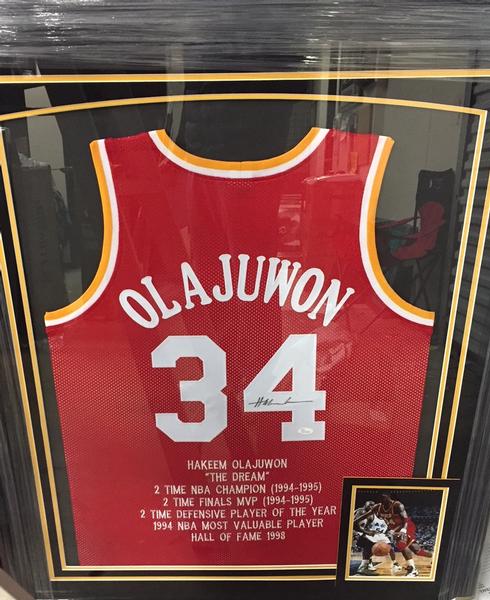 OLAJUWON
34
HAKEEM OLAJUWON
"THE DREAM"
2 TIME NBA CHAMPION (1994-1995)
2 TIME FINALS MVP (1994-1995)
2 TIME DEFENSIVE PLAYER OF THE YEAR
1994 NBA MOST VALUABLE PLAYER
HALL OF FAME 1998